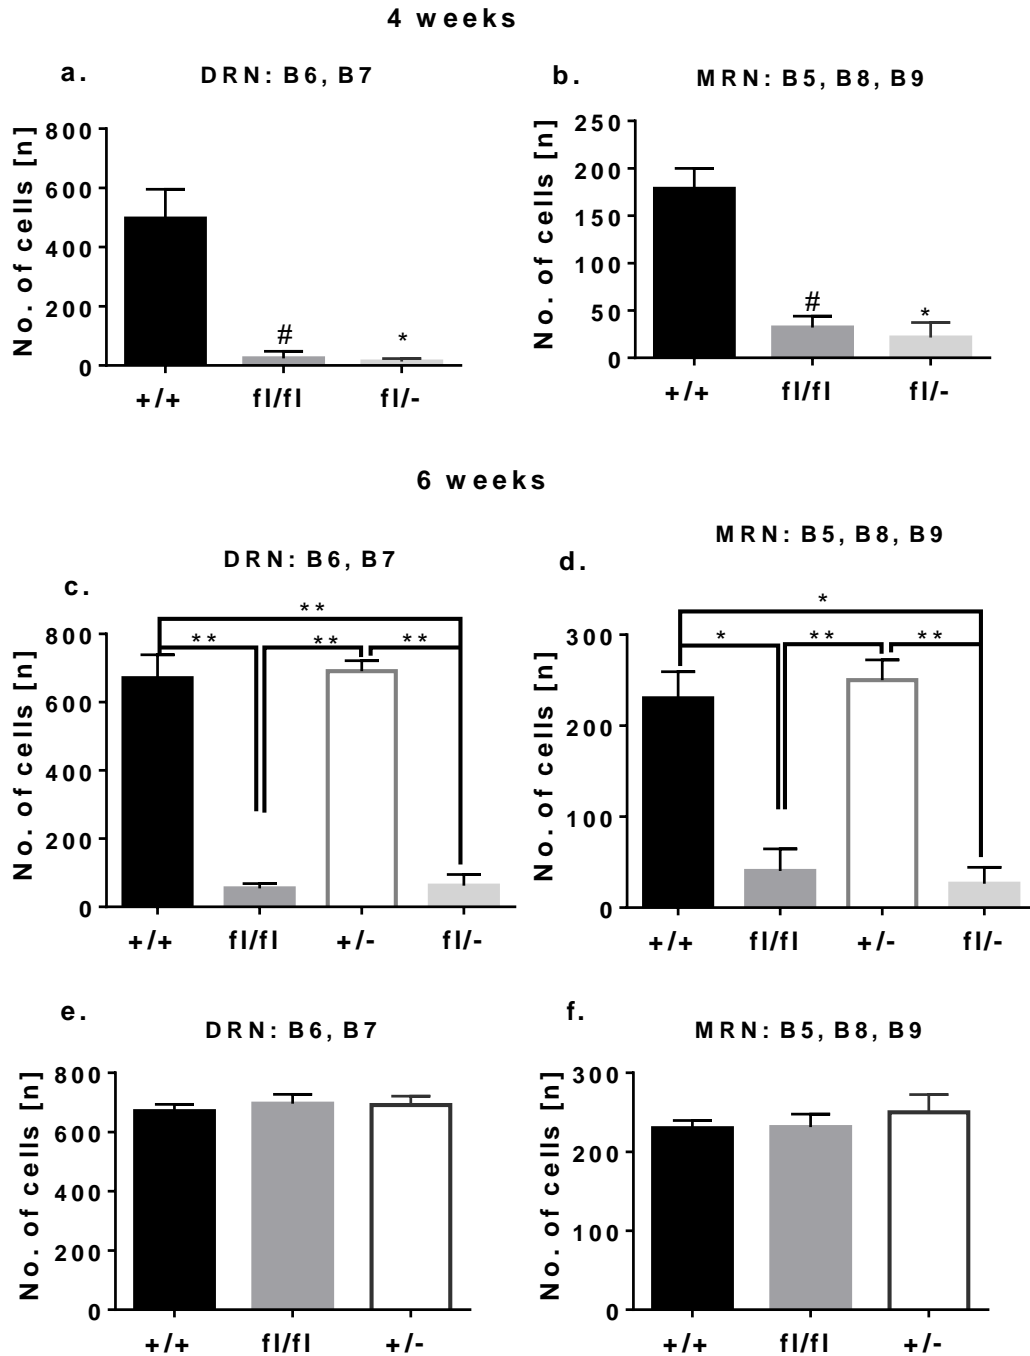 4 weeks
a.
DRN: B6, B7
No. of cells [n]
800
600
400
200
0
#
*
+/+ fl/fl fl/-
b.
MRN: B5, B8, B9
No. of cells [n]
250
200
150
100
50
0
#
*
+/+ fl/fl fl/-
6 weeks
c.
DRN: B6, B7
No. of cells [n]
800
600
400
200
0
**
** ** **
+/+ fl/fl +/- fl/-
d.
MRN: B5, B8, B9
No. of cells [n]
300
200
100
0
*
* ** **
+/+ fl/fl +/- fl/-
e.
DRN: B6, B7
No. of cells [n]
800
600
400
200
0
+/+ fl/fl +/-
f.
MRN: B5, B8, B9
No. of cells [n]
300
200
100
0
+/+ fl/fl +/-